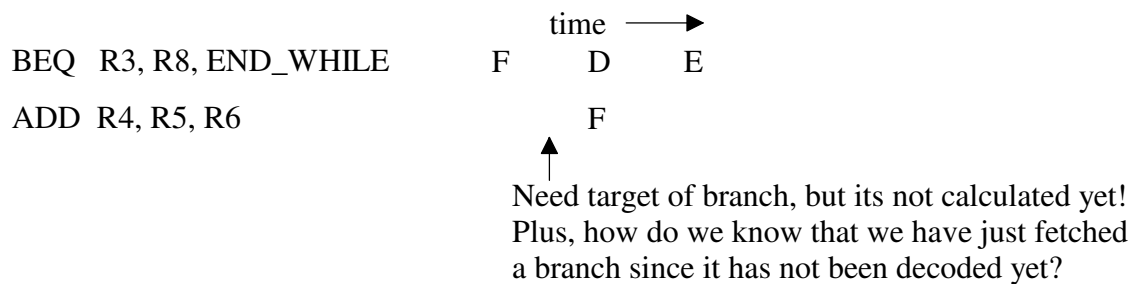 time
BEQ R3, R8, END_WHILE F D E
ADD R4, R5, R6 F
Need target of branch, but its not calculated yet!
Plus, how do we know that we have just fetched
a branch since it has not been decoded yet?